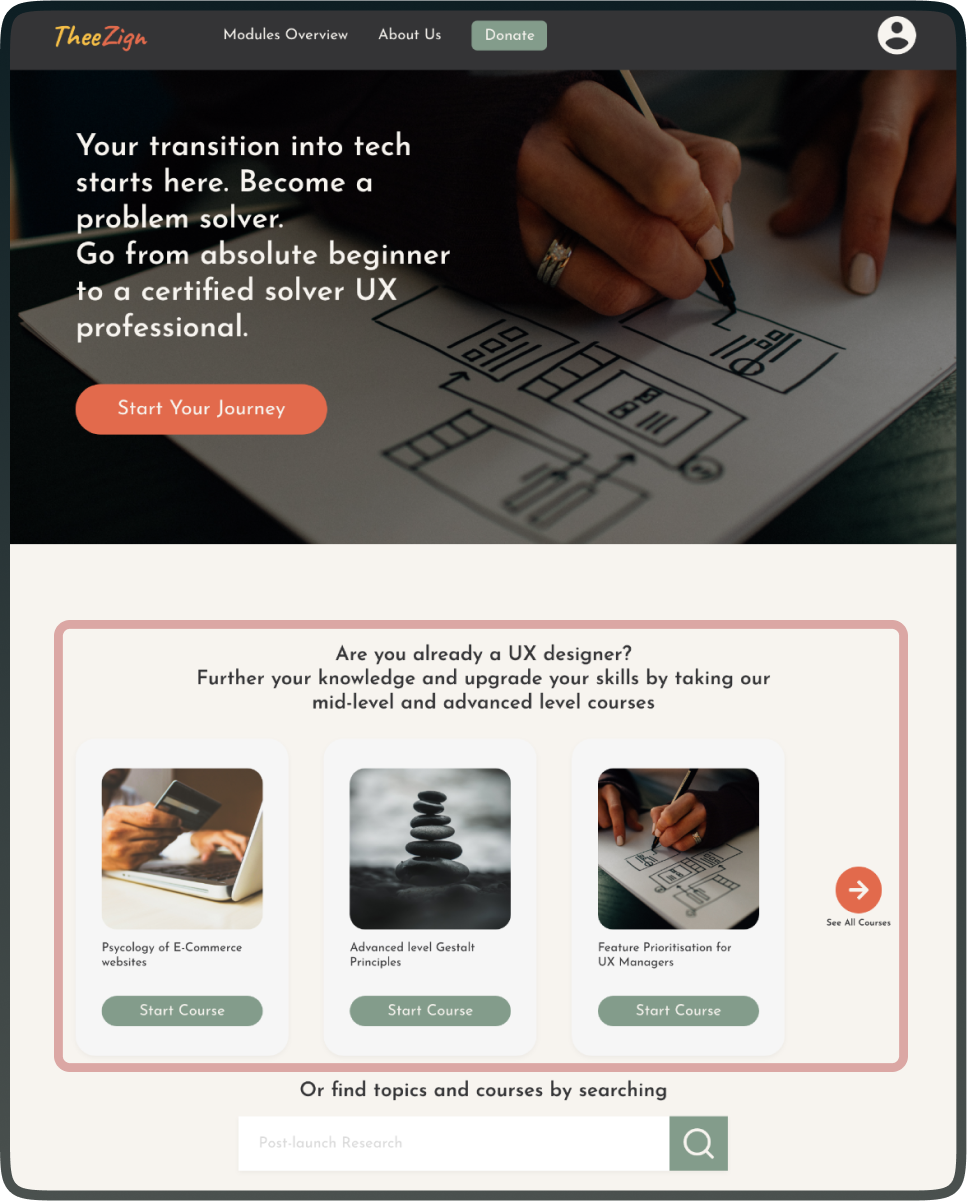 TheeZign
Modules Overview
About Us
Donate
Your transition into tech
starts here. Become a
problem solver.
Go from absolute beginner
to a certified solver UX
professional.
Start Your Journey
Are you already a UX designer?
Further your knowledge and upgrade your skills by taking our
mid-level and advanced level courses
Psycology of E-Commerce
websites
Start Course
Advanced level Gestalt
Principles
Start Course
Feature Prioritisation for
UX Managers
Start Course
See All Courses
Or find topics and courses by searching
Post-launch Research